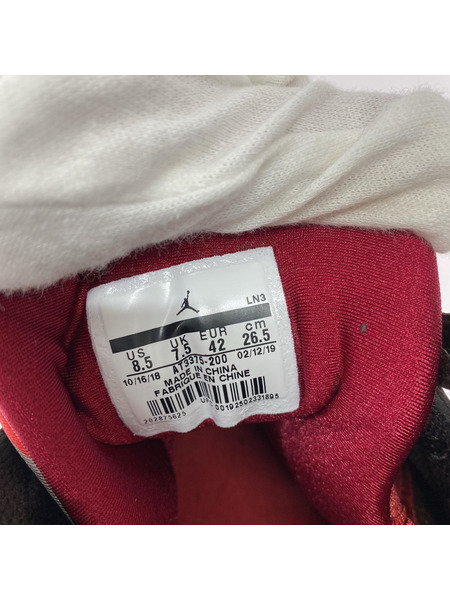 LN3
US UK EUR cm
8.5 7.5 42 26.5
10/16/18 AT3375-200 02/12/19
MADE IN CHINA
FABRIQUE EN CHINE
00192502331895